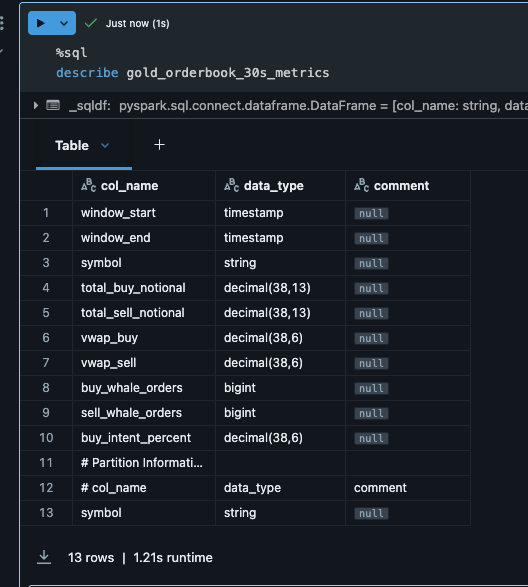 Just now (1s)
%sql
describe gold_orderbook_30s_metrics
_sqldf: pyspark.sql.connect.dataframe.DataFrame = [col_name: string, data
Table +
col_name data_type comment
1 window_start timestamp null
2 window_end timestamp null
3 symbol string null
4 total_buy_notional decimal(38,13) null
5 total_sell_notional decimal(38,13) null
6 vwap_buy decimal(38,6) null
7 vwap_sell decimal(38,6) null
8 buy_whale_orders bigint null
9 sell_whale_orders bigint null
10 buy_intent_percent decimal(38,6) null
11 # Partition Informati...
12 # col_name data_type comment
13 symbol string null
13 rows | 1.21s runtime